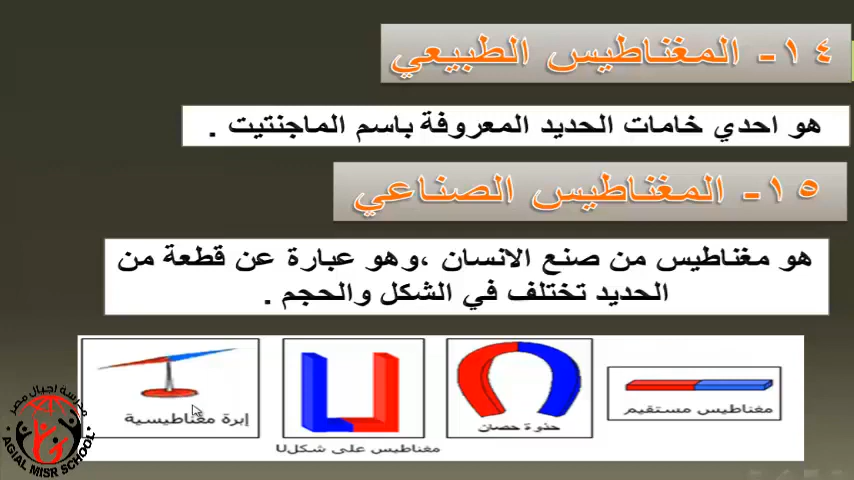 ١٤- المغناطيس الطبيعي
هو احدي خامات الحديد المعروفة باسم الماجنتيت .
١٥- المغناطيس الصناعي
هو مغناطيس من صنع الانسان ،وهو عبارة عن قطعة من
الحديد تختلف في الشكل والحجم .
مغناطيس مستقيم
حذوة حصان
مغناطيس على شكلU
إبرة مغناطيسية
مدرسة اجيال مصر
AGIAL MISR SCHOOL